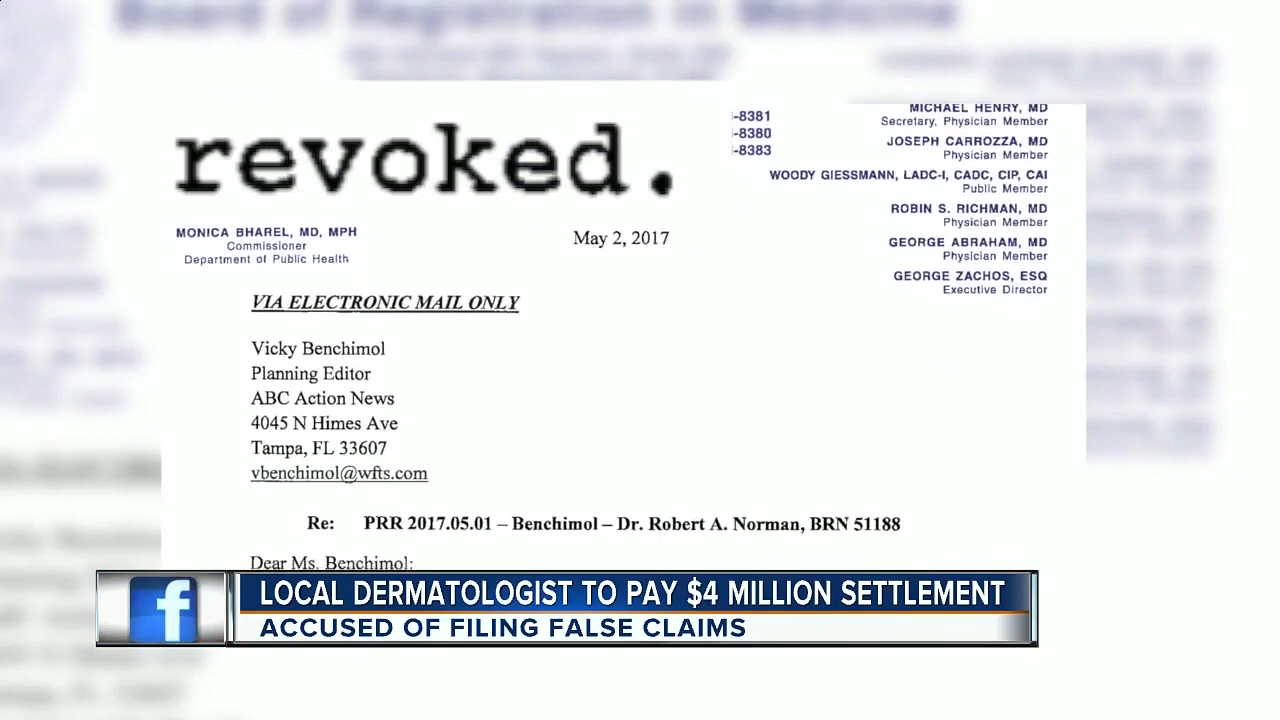 Board of Registration in Medicine
revoked.
-8381
-8380
-8383
MICHAEL HENRY, MD
Secretary, Physician Member
JOSEPH CARROZZA, MD
Physician Member
WOODY GIESSMANN, LADC-I, CADC, CIP, CAI
Public Member
ROBIN S. RICHMAN, MD
Physician Member
GEORGE ABRAHAM, MD
Physician Member
GEORGE ZACHOS, ESQ
Executive Director
MONICA BHAREL, MD, MPH
Commissioner
Department of Public Health
May 2, 2017
VIA ELECTRONIC MAIL ONLY
Vicky Benchimol
Planning Editor
ABC Action News
4045 N Himes Ave
Tampa, FL 33607
vbenchimol@wfts.com
Re: PRR 2017.05.01 – Benchimol – Dr. Robert A. Norman, BRN 51188
Dear Ms. Benchimol:
f
LOCAL DERMATOLOGIST TO PAY $4 MILLION SETTLEMENT
ACCUSED OF FILING FALSE CLAIMS